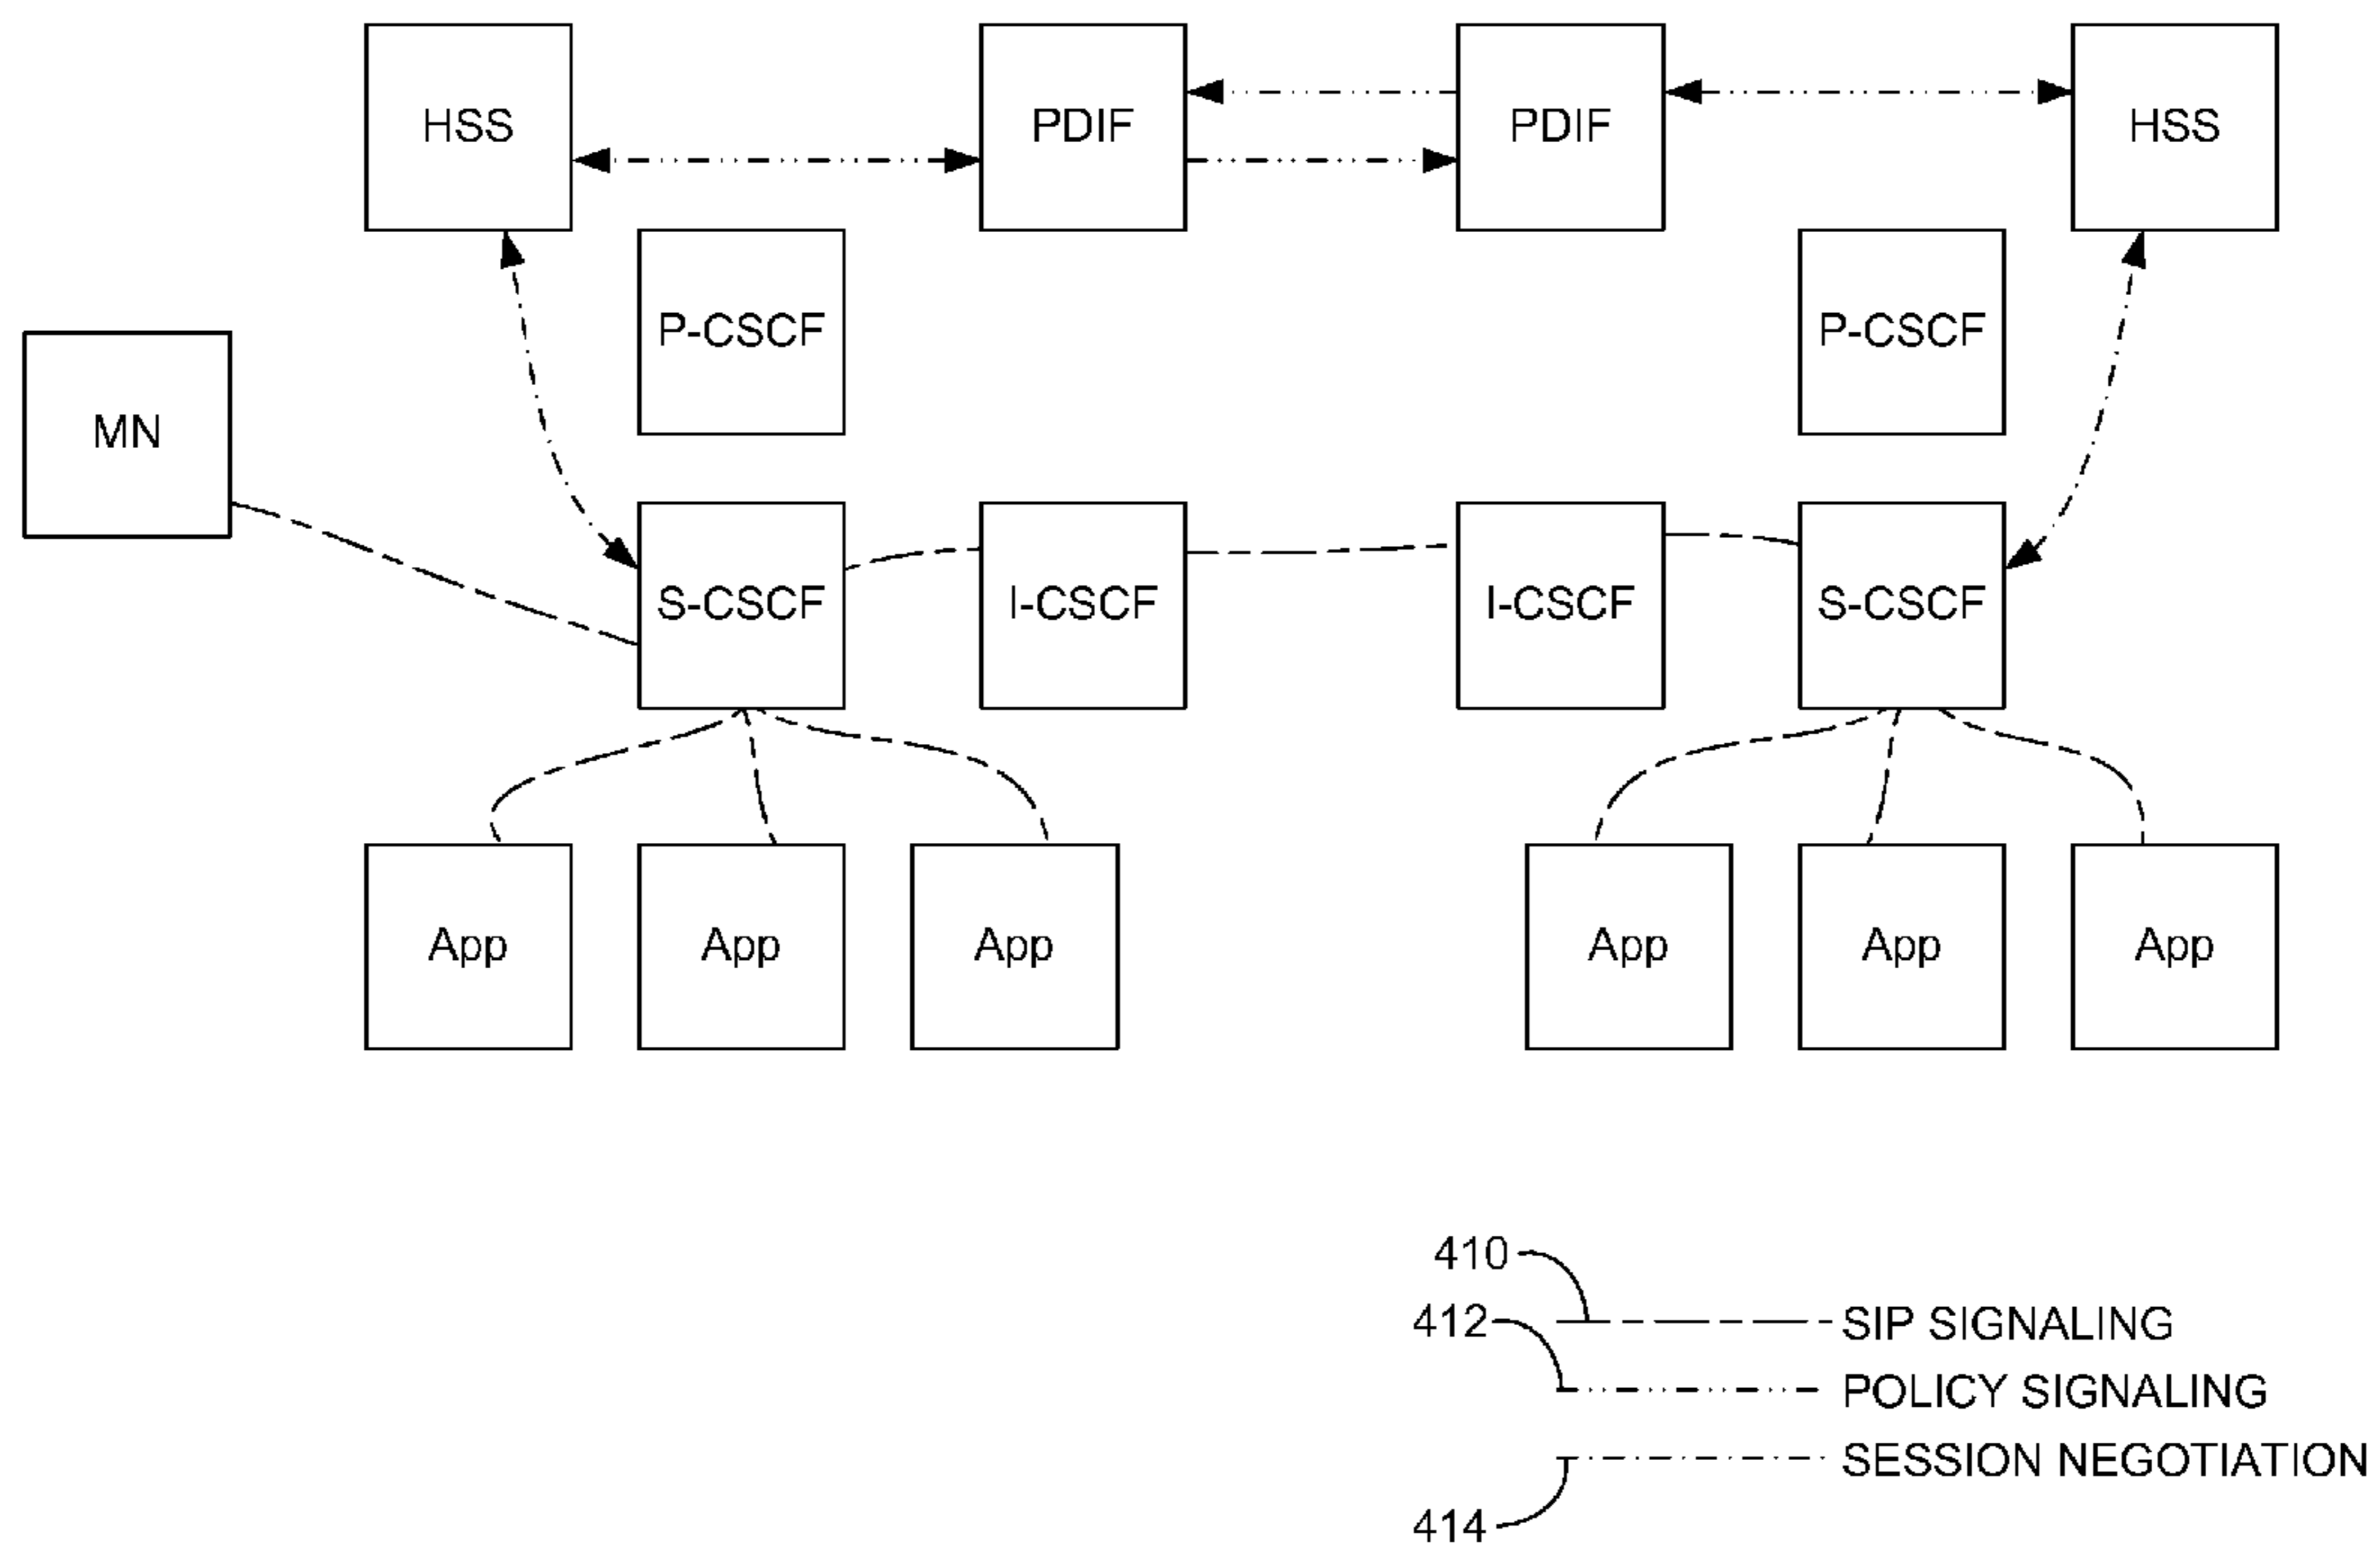 HSS
PDIF
PDIF
HSS
P-CSCF
P-CSCF
MN
S-CSCF
I-CSCF
I-CSCF
S-CSCF
App
App
App
App
App
App
410
412
SIP SIGNALING
POLICY SIGNALING
SESSION NEGOTIATION
414